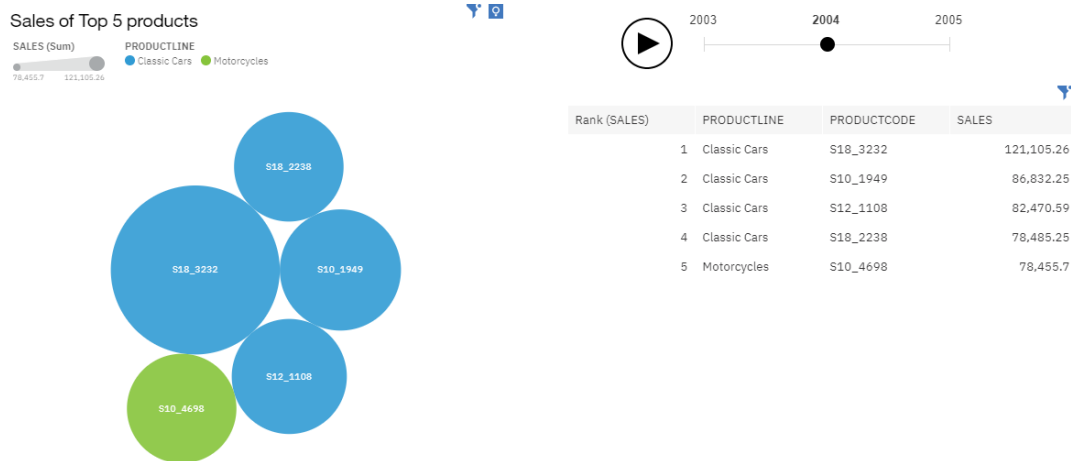 Sales of Top 5 products
SALES (Sum)
78,455.7 121,105.26
PRODUCTLINE
Classic Cars Motorcycles
S18_2238
S18_3232
S10_1949
S12_1108
S10_4698
2003 2004 2005
Rank (SALES) PRODUCTLINE PRODUCTCODE SALES
1 Classic Cars S18_3232 121,105.26
2 Classic Cars S10_1949 86,832.25
3 Classic Cars S12_1108 82,470.59
4 Classic Cars S18_2238 78,485.25
5 Motorcycles S10_4698 78,455.7